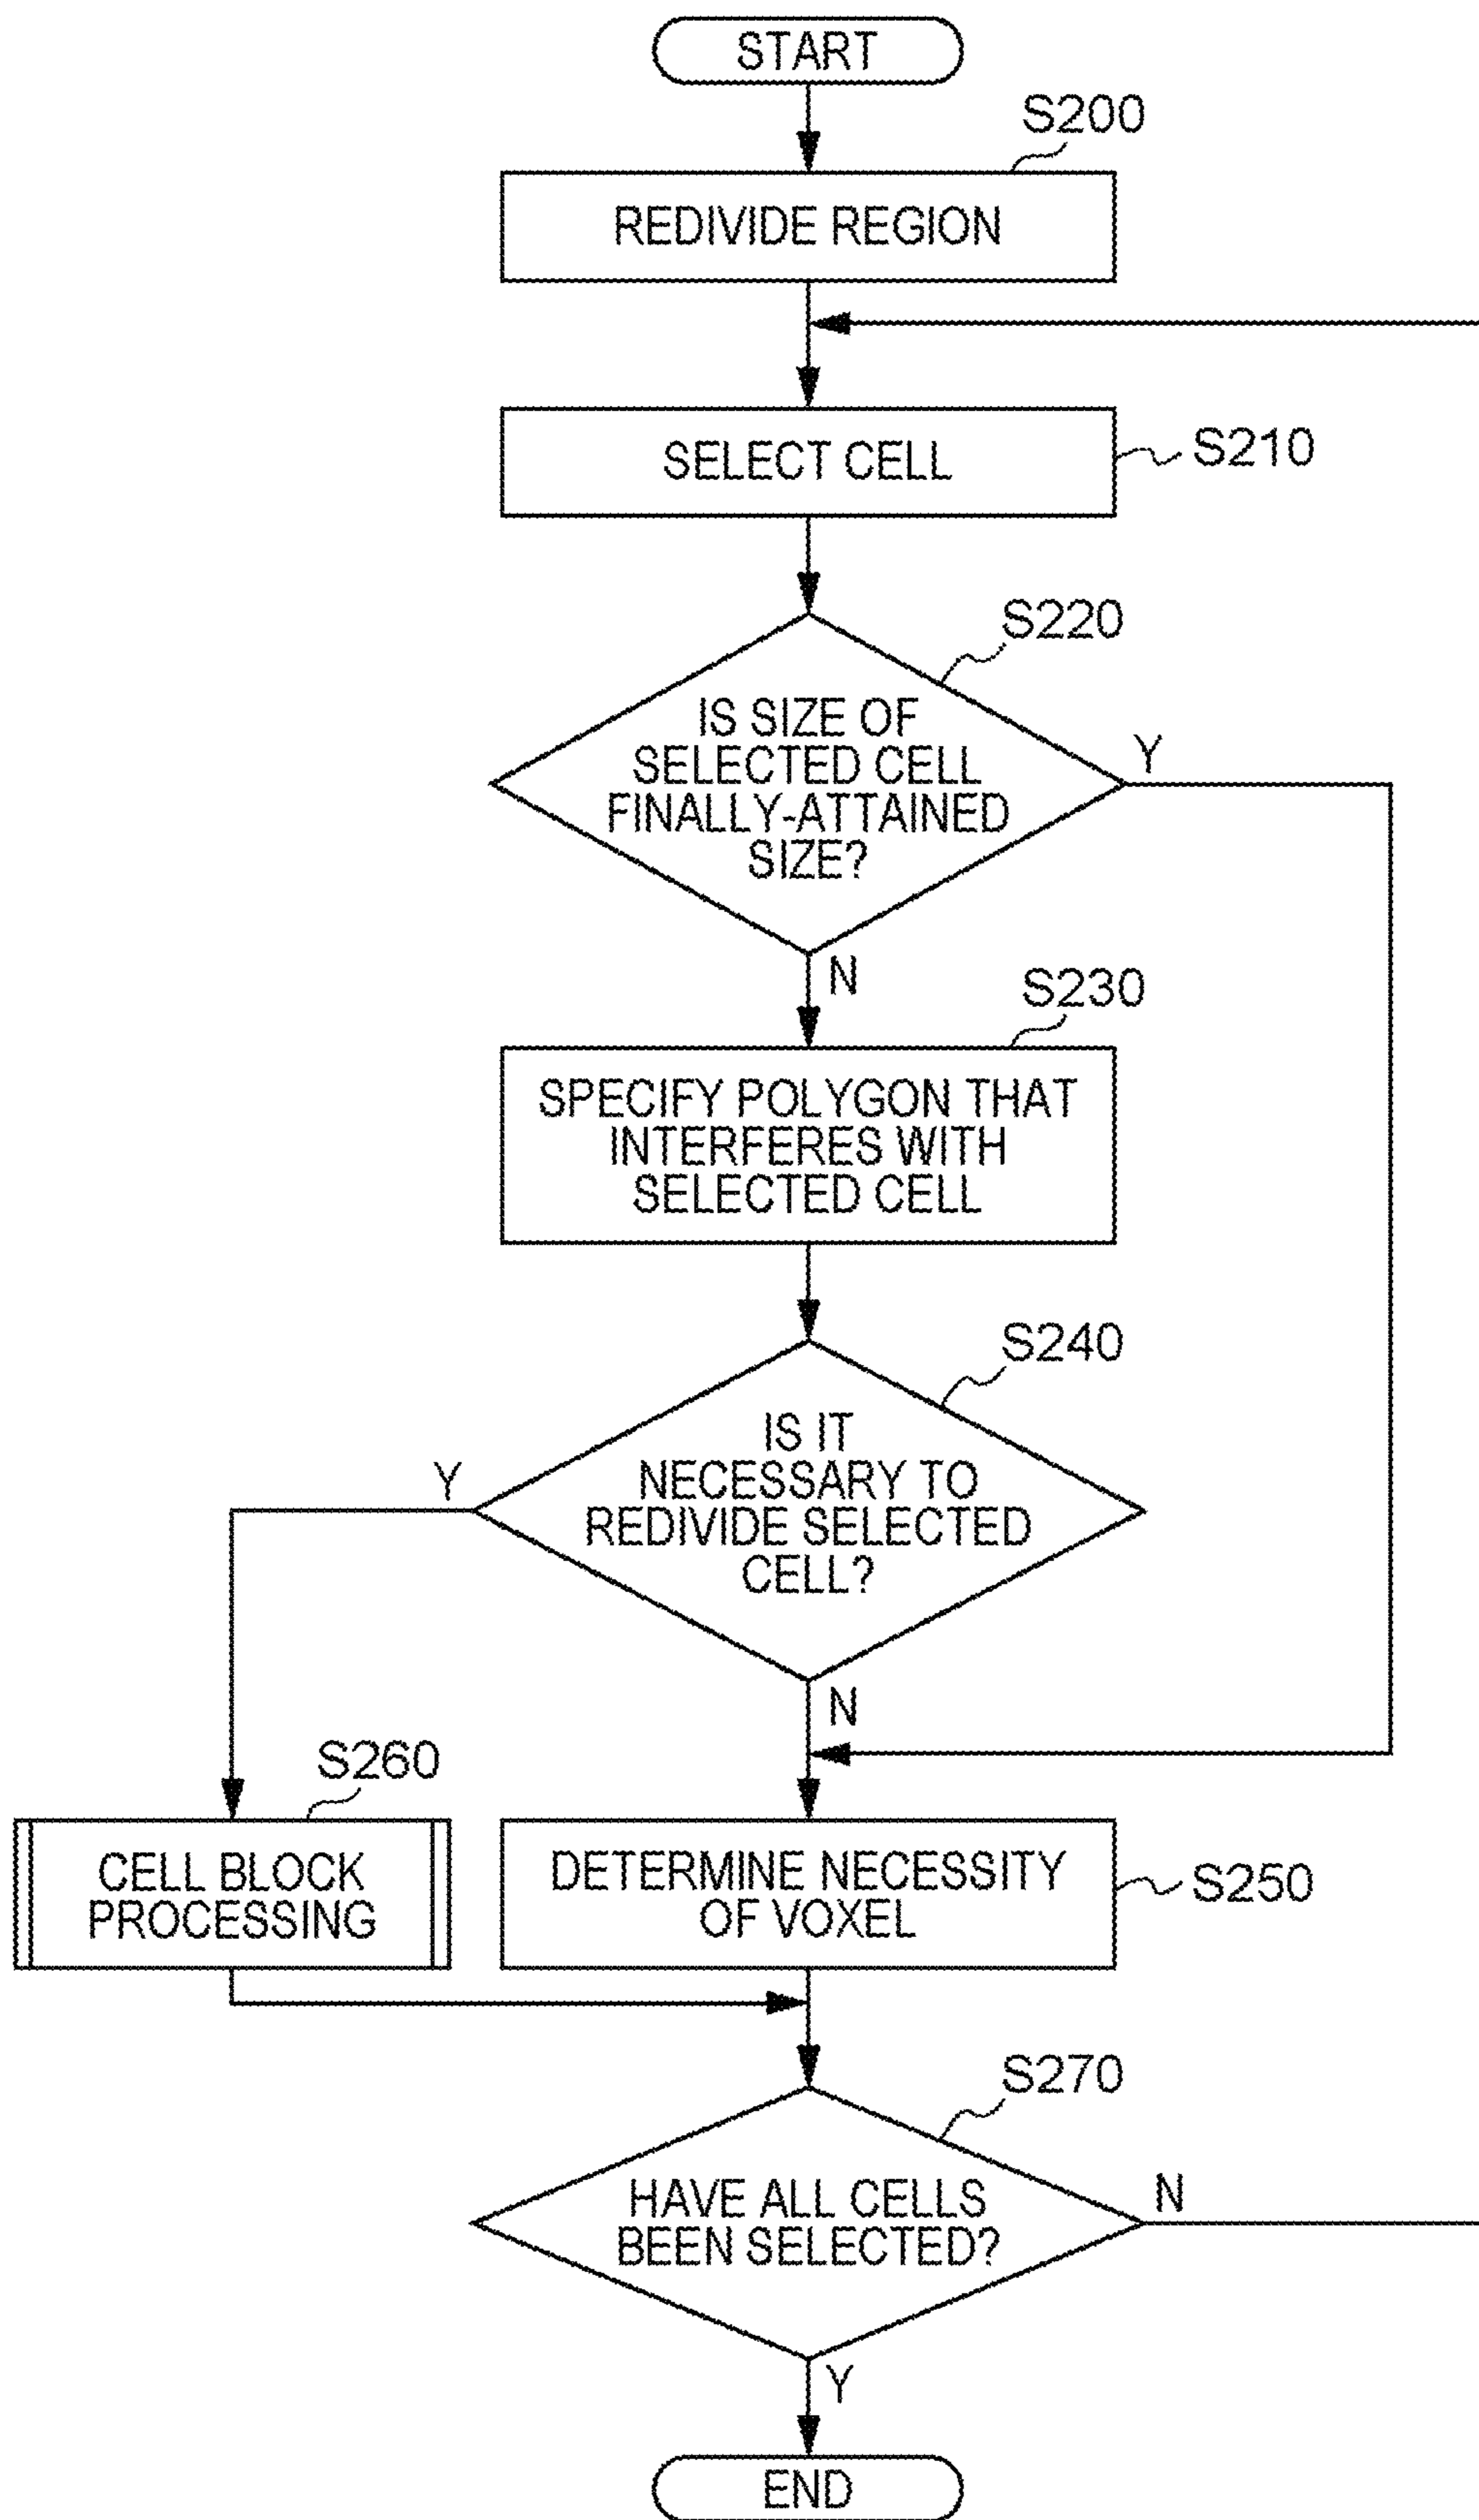 START
S200
REDIVIDE REGION
SELECT CELL
S210
S220
IS SIZE OF
SELECTED CELL
FINALLY-ATTAINED
SIZE?
Y
N
S230
SPECIFY POLYGON THAT
INTERFERES WITH
SELECTED CELL
S240
IS IT
NECESSARY TO
REDIVIDE SELECTED
CELL?
Y
N
S260
CELL BLOCK
PROCESSING
DETERMINE NECESSITY
OF VOXEL
S250
S270
HAVE ALL CELLS
BEEN SELECTED?
N
Y
END